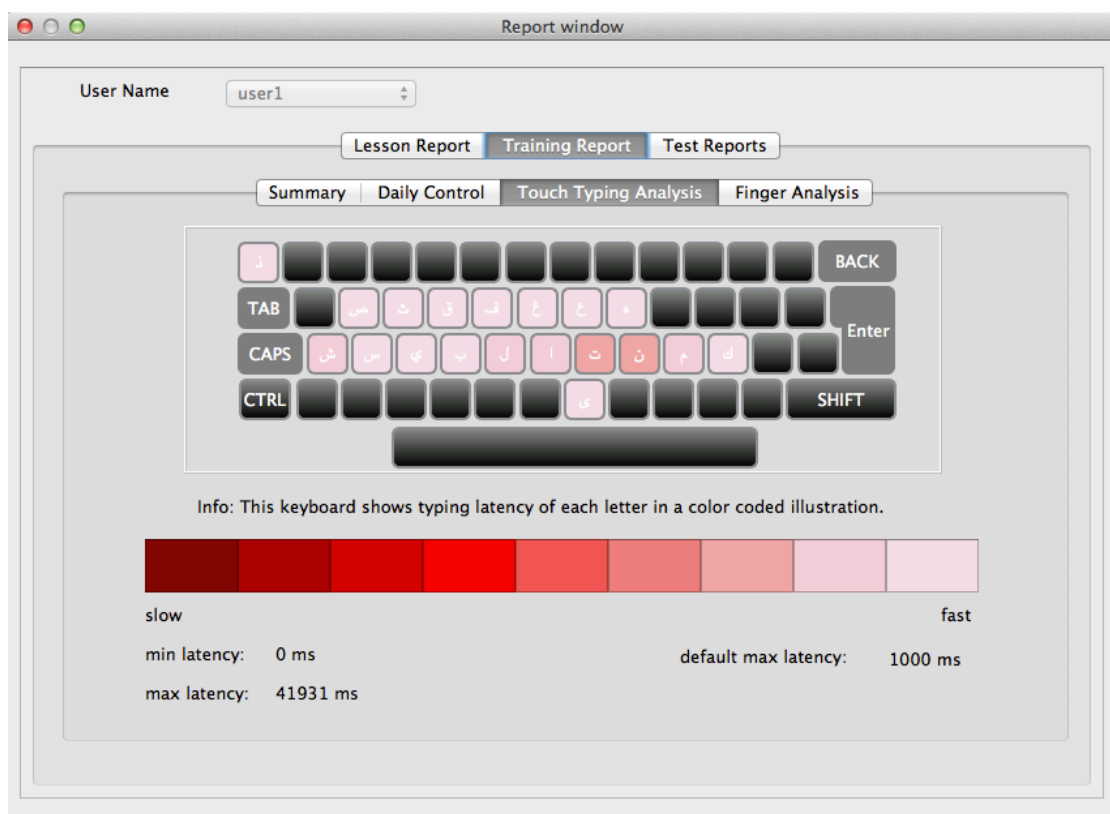 Report window
User Name user1
Lesson Report Training Report Test Reports
Summary Daily Control Touch Typing Analysis Finger Analysis
ذ BACK
TAB ص ث ق ف غ ع ه Enter
CAPS ش س ي ب ل ا ت ن م ك
CTRL ى SHIFT
Info: This keyboard shows typing latency of each letter in a color coded illustration.
slow fast
min latency: 0 ms default max latency: 1000 ms
max latency: 41931 ms